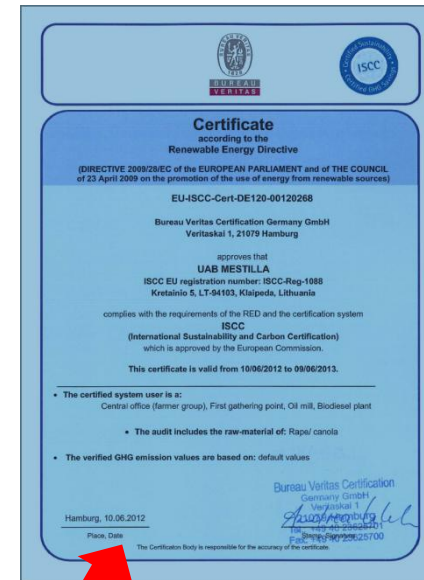 BUREAU
VERITAS
ISCC
Certificate
according to the
Renewable Energy Directive
(DIRECTIVE 2009/28/EC of the EUROPEAN PARLIAMENT and of THE COUNCIL
of 23 April 2009 on the promotion of the use of energy from renewable sources)
EU-ISCC-Cert-DE120-00120268
Bureau Veritas Certification Germany GmbH
Veritaskai 1, 21079 Hamburg
approves that
UAB MESTILLA
ISCC EU registration number: ISCC-Reg-1088
Kretainio 5, LT-94103, Klaipeda, Lithuania
complies with the requirements of the RED and the certification system
ISCC
(International Sustainability and Carbon Certification)
which is approved by the European Commission.
This certificate is valid from 10/06/2012 to 09/06/2013.
• The certified system user is a:
Central office (farmer group), First gathering point, Oil mill, Biodiesel plant
• The audit includes the raw-material of: Rape/ canola
• The verified GHG emission values are based on: default values
Bureau Veritas Certification
Germany GmbH
Veritaskai 1
Hamburg, 10.06.2012
21079 Hamburg
Place, Date
The Certification Body is responsible for the accuracy of the certificate.